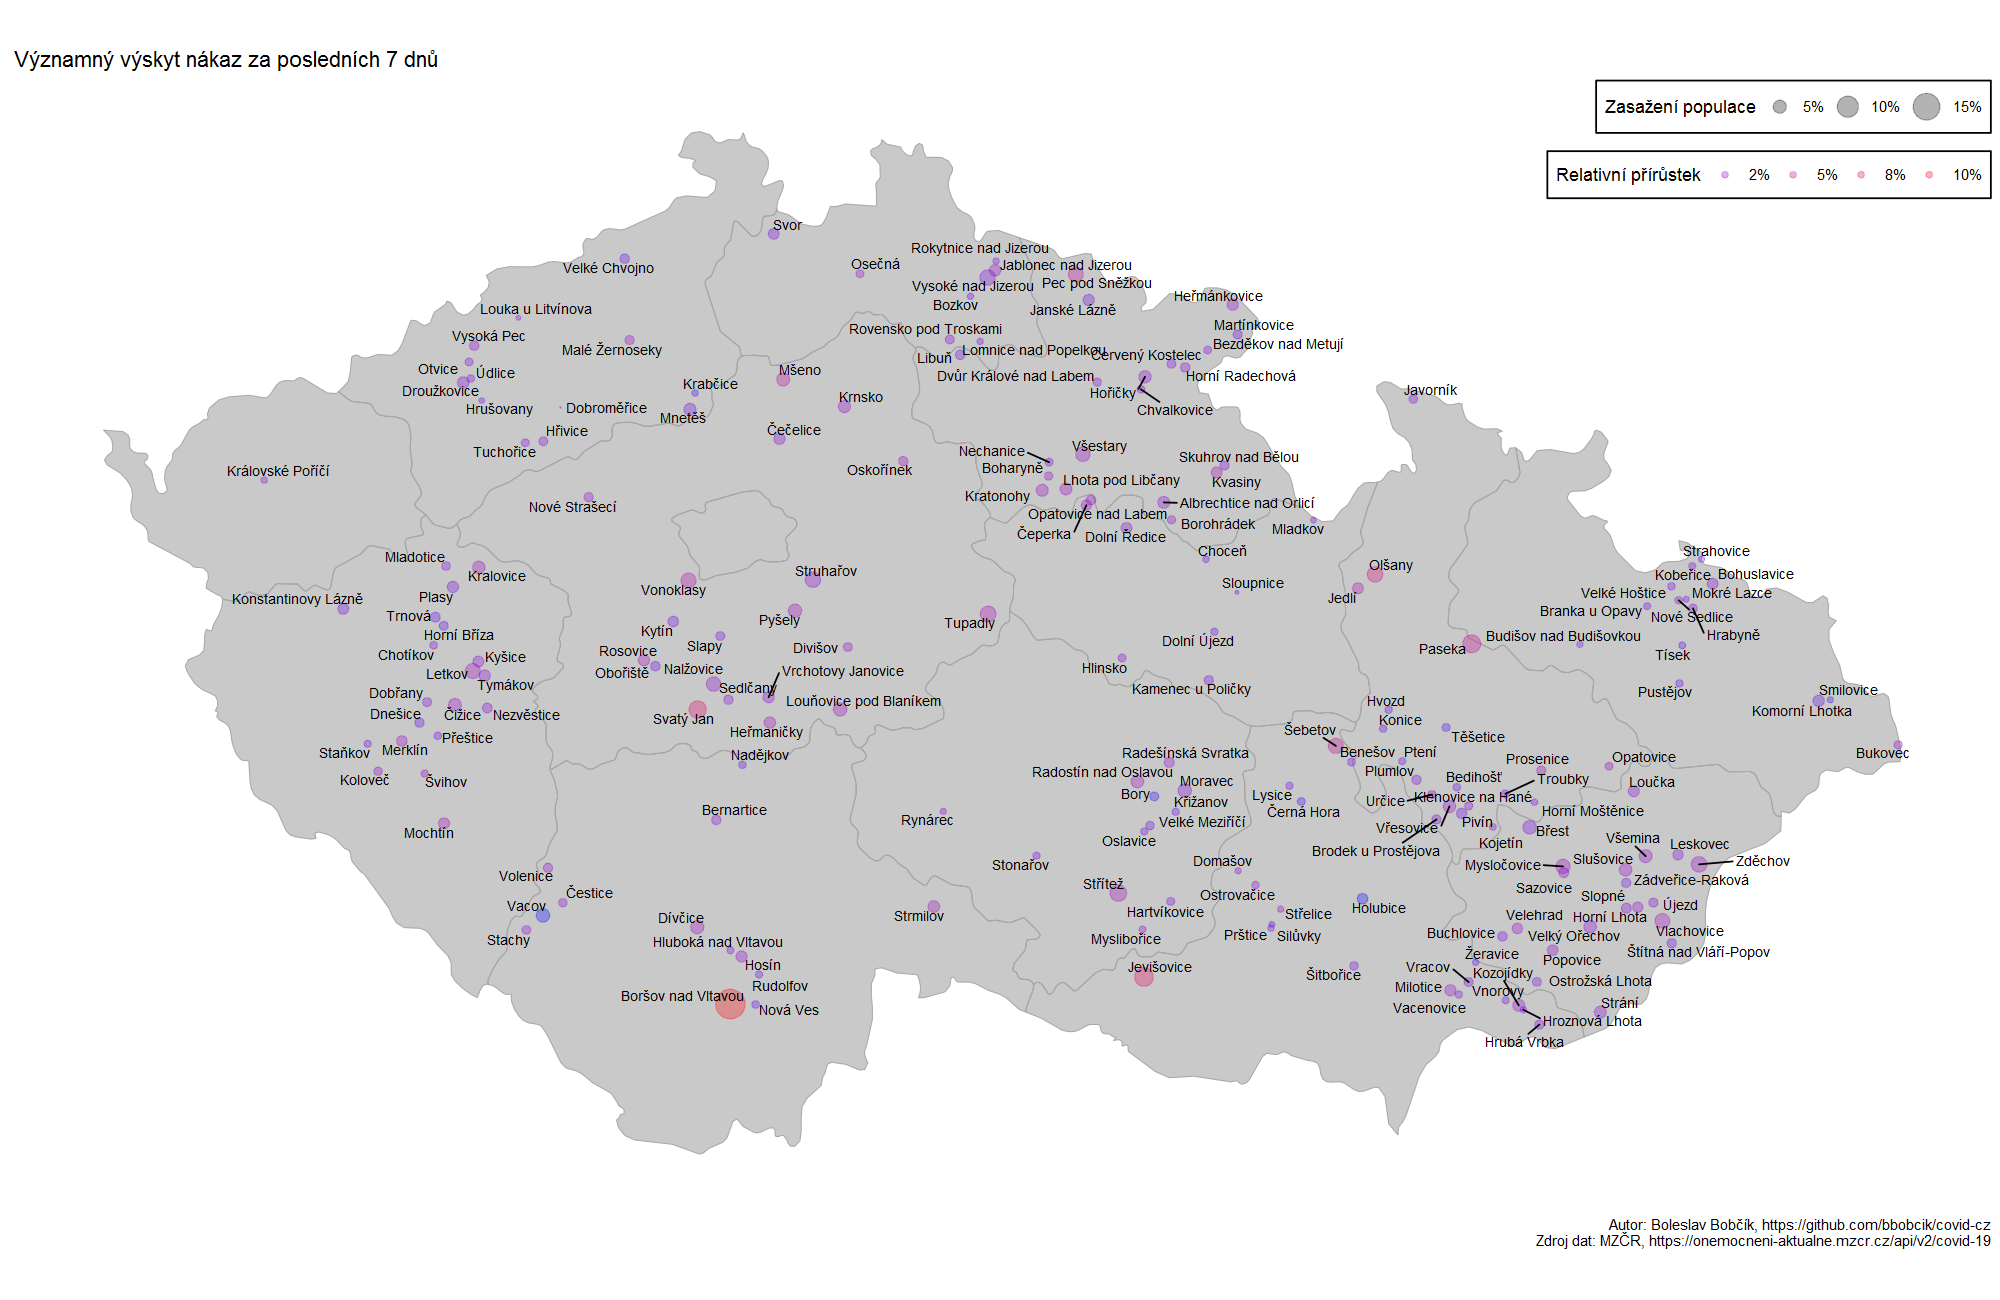 Významný výskyt nákaz za posledních 7 dnů
Zasažení populace 5% 10% 15%
Relativní přírůstek 2% 5% 8% 10%
Svor
Rokytnice nad Jizerou
Velké Chvojno
Osečná
Jablonec nad Jizerou
Vysoké nad Jizerou
Pec pod Sněžkou
Bozkov
Janské Lázně
Heřmánkovice
Louka u Litvínova
Martínkovice
Vysoká Pec
Rovensko pod Troskami
Bezděkov nad Metují
Malé Žernoseky
Libuň
Lomnice nad Popelkou
Červený Kostelec
Otvice
Údlice
Mšeno
Dvůr Králové nad Labem
Horní Radechová
Droužkovice
Krabčice
Hořičky
Javorník
Hrušovany
Dobroměřice
Krnsko
Chvalkovice
Mnetěš
Hřivice
Čečelice
Tuchořice
Nechanice
Všestary
Královské Poříčí
Oskořínek
Boharyně
Skuhrov nad Bělou
Kvasiny
Lhota pod Libčany
Kratonohy
Nové Strašecí
Albrechtice nad Orlicí
Opatovice nad Labem
Borohrádek
Mladkov
Čeperka
Dolní Ředice
Mladotice
Choceň
Strahovice
Kralovice
Struhařov
Olšany
Kobeřice
Bohuslavice
Vonoklasy
Sloupnice
Velké Hoštice
Mokré Lazce
Konstantinovy Lázně
Plasy
Jedlí
Branka u Opavy
Nové Sedlice
Trnová
Pyšely
Tupadly
Horní Bříza
Kytín
Slapy
Dolní Újezd
Budišov nad Budišovkou
Hrabyně
Chotíkov
Rosovice
Divišov
Paseka
Tísek
Kyšice
Obořiště
Nalžovice
Vrchotovy Janovice
Hlinsko
Letkov
Tymákov
Sedlčany
Kamenec u Poličky
Pustějov
Smilovice
Dobřany
Louňovice pod Blaníkem
Hvozd
Komorní Lhotka
Dnešice
Čižice
Nezvěstice
Svatý Jan
Konice
Heřmaničky
Šebetov
Těšetice
Přeštice
Staňkov
Merklín
Nadějkov
Radešínská Svratka
Benešov
Ptení
Prosenice
Opatovice
Bukovec
Radostín nad Oslavou
Plumlov
Koloveč
Švihov
Moravec
Bedihošť
Troubky
Loučka
Bory
Lysice
Určice
Klenovice na Hané
Křižanov
Černá Hora
Horní Moštěnice
Bernartice
Rynárec
Velké Meziříčí
Vřesovice
Pivín
Mochtín
Břest
Oslavice
Brodek u Prostějova
Kojetín
Všemina
Leskovec
Stonařov
Domašov
Mysločovice
Slušovice
Zděchov
Volenice
Střítež
Sazovice
Zádveřice-Raková
Čestice
Ostrovačice
Slopné
Vacov
Hartvíkovice
Střelice
Holubice
Újezd
Strmilov
Dívčice
Velehrad
Horní Lhota
Stachy
Myslibořice
Prštice
Silůvky
Buchlovice
Velký Ořechov
Vlachovice
Hluboká nad Vltavou
Žeravice
Štítná nad Vláří-Popov
Hosín
Jevišovice
Šitbořice
Vracov
Kozojídky
Popovice
Rudolfov
Milotice
Vnorovy
Ostrožská Lhota
Boršov nad Vltavou
Vacenovice
Strání
Nová Ves
Hroznová Lhota
Hrubá Vrbka
Autor: Boleslav Bobčík, https://github.com/bbobcik/covid-cz
Zdroj dat: MZČR, https://onemocneni-aktualne.mzcr.cz/api/v2/covid-19